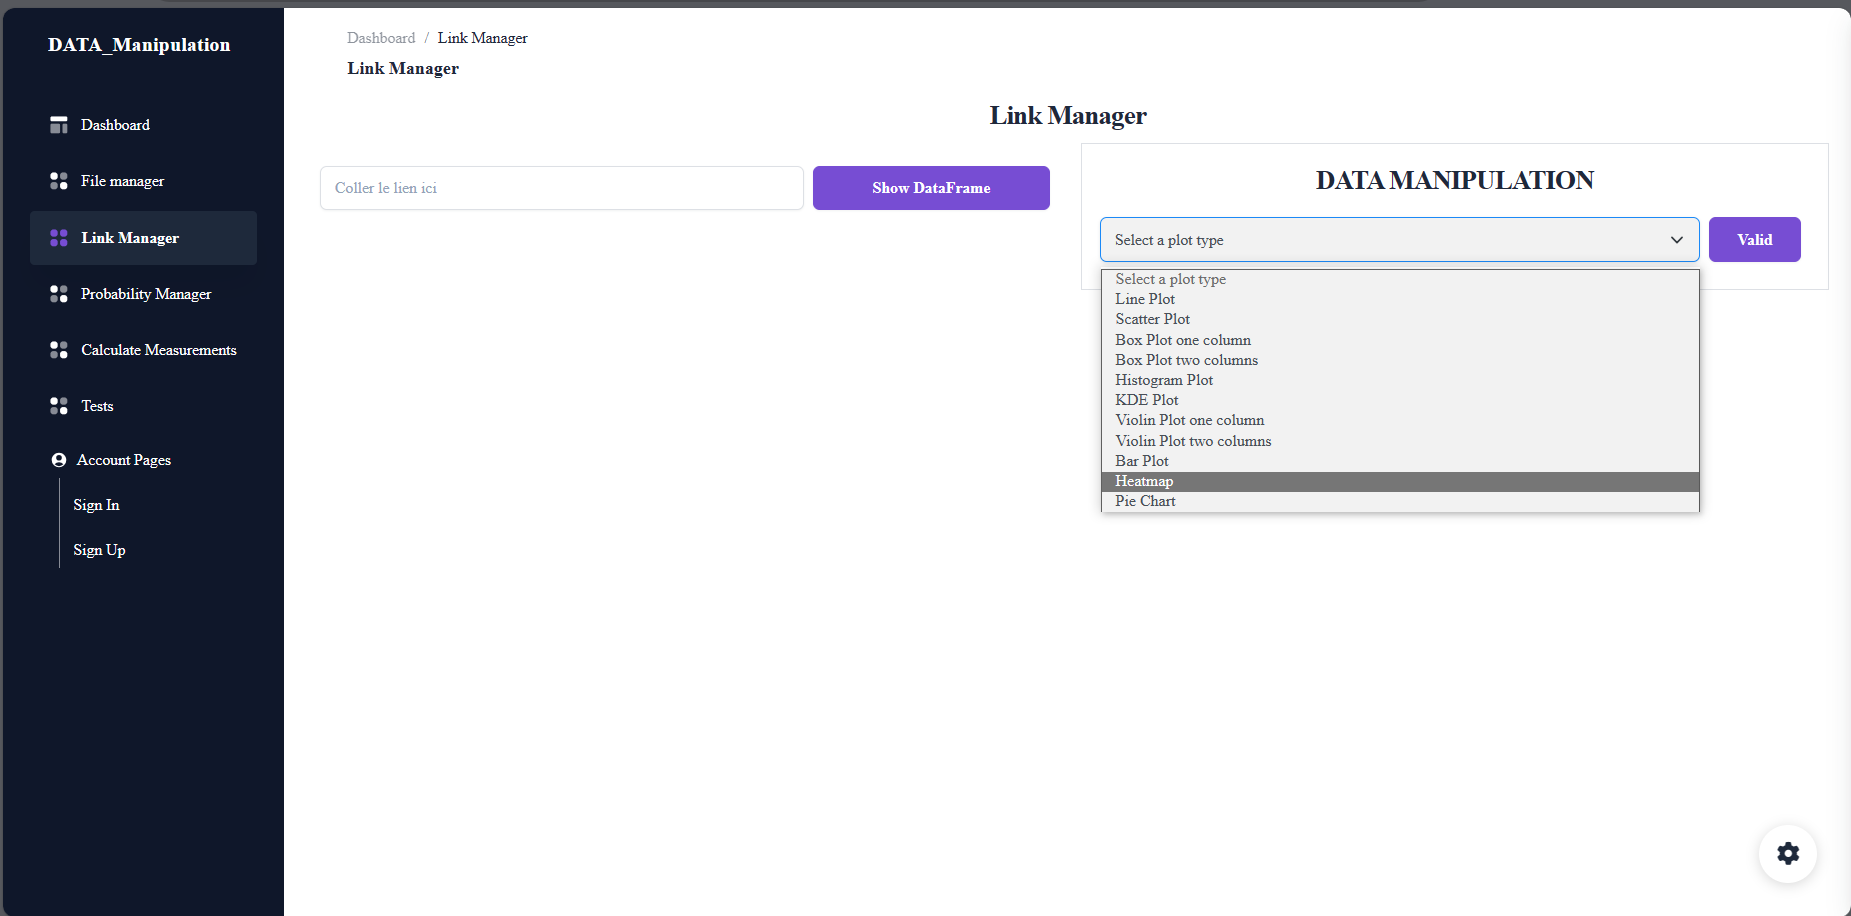 DATA_Manipulation
Dashboard
File manager
Link Manager
Probability Manager
Calculate Measurements
Tests
Account Pages
Sign In
Sign Up
Dashboard / Link Manager
Link Manager
Link Manager
Coller le lien ici
Show DataFrame
DATA MANIPULATION
Select a plot type
Valid
Select a plot type
Line Plot
Scatter Plot
Box Plot one column
Box Plot two columns
Histogram Plot
KDE Plot
Violin Plot one column
Violin Plot two columns
Bar Plot
Heatmap
Pie Chart